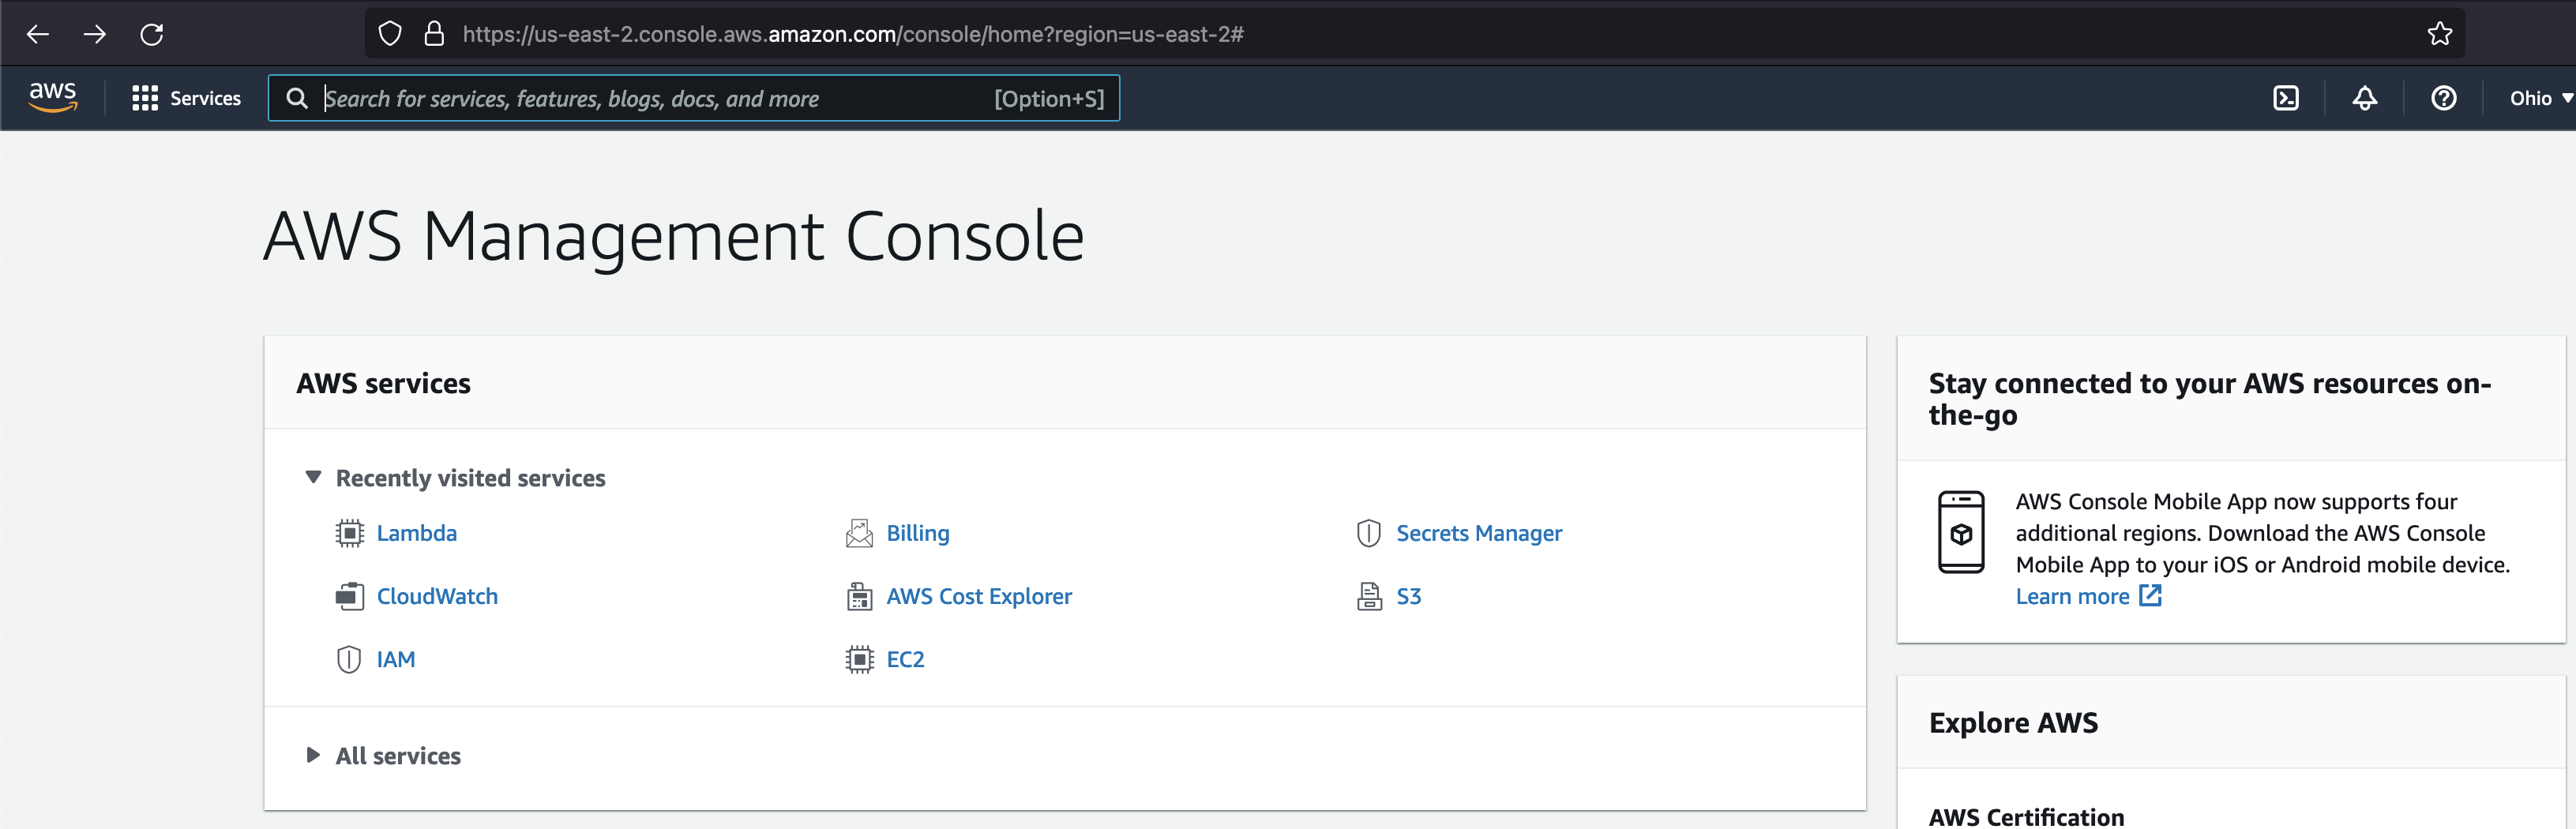 https://us-east-2.console.aws.amazon.com/console/home?region=us-east-2#
aws
Services
Search for services, features, blogs, docs, and more
[Option+S]
Ohio
AWS Management Console
AWS services
Recently visited services
Lambda
Billing
Secrets Manager
CloudWatch
AWS Cost Explorer
S3
IAM
EC2
All services
Stay connected to your AWS resources on-
the-go
AWS Console Mobile App now supports four
additional regions. Download the AWS Console
Mobile App to your iOS or Android mobile device.
Learn more
Explore AWS
AWS Certification